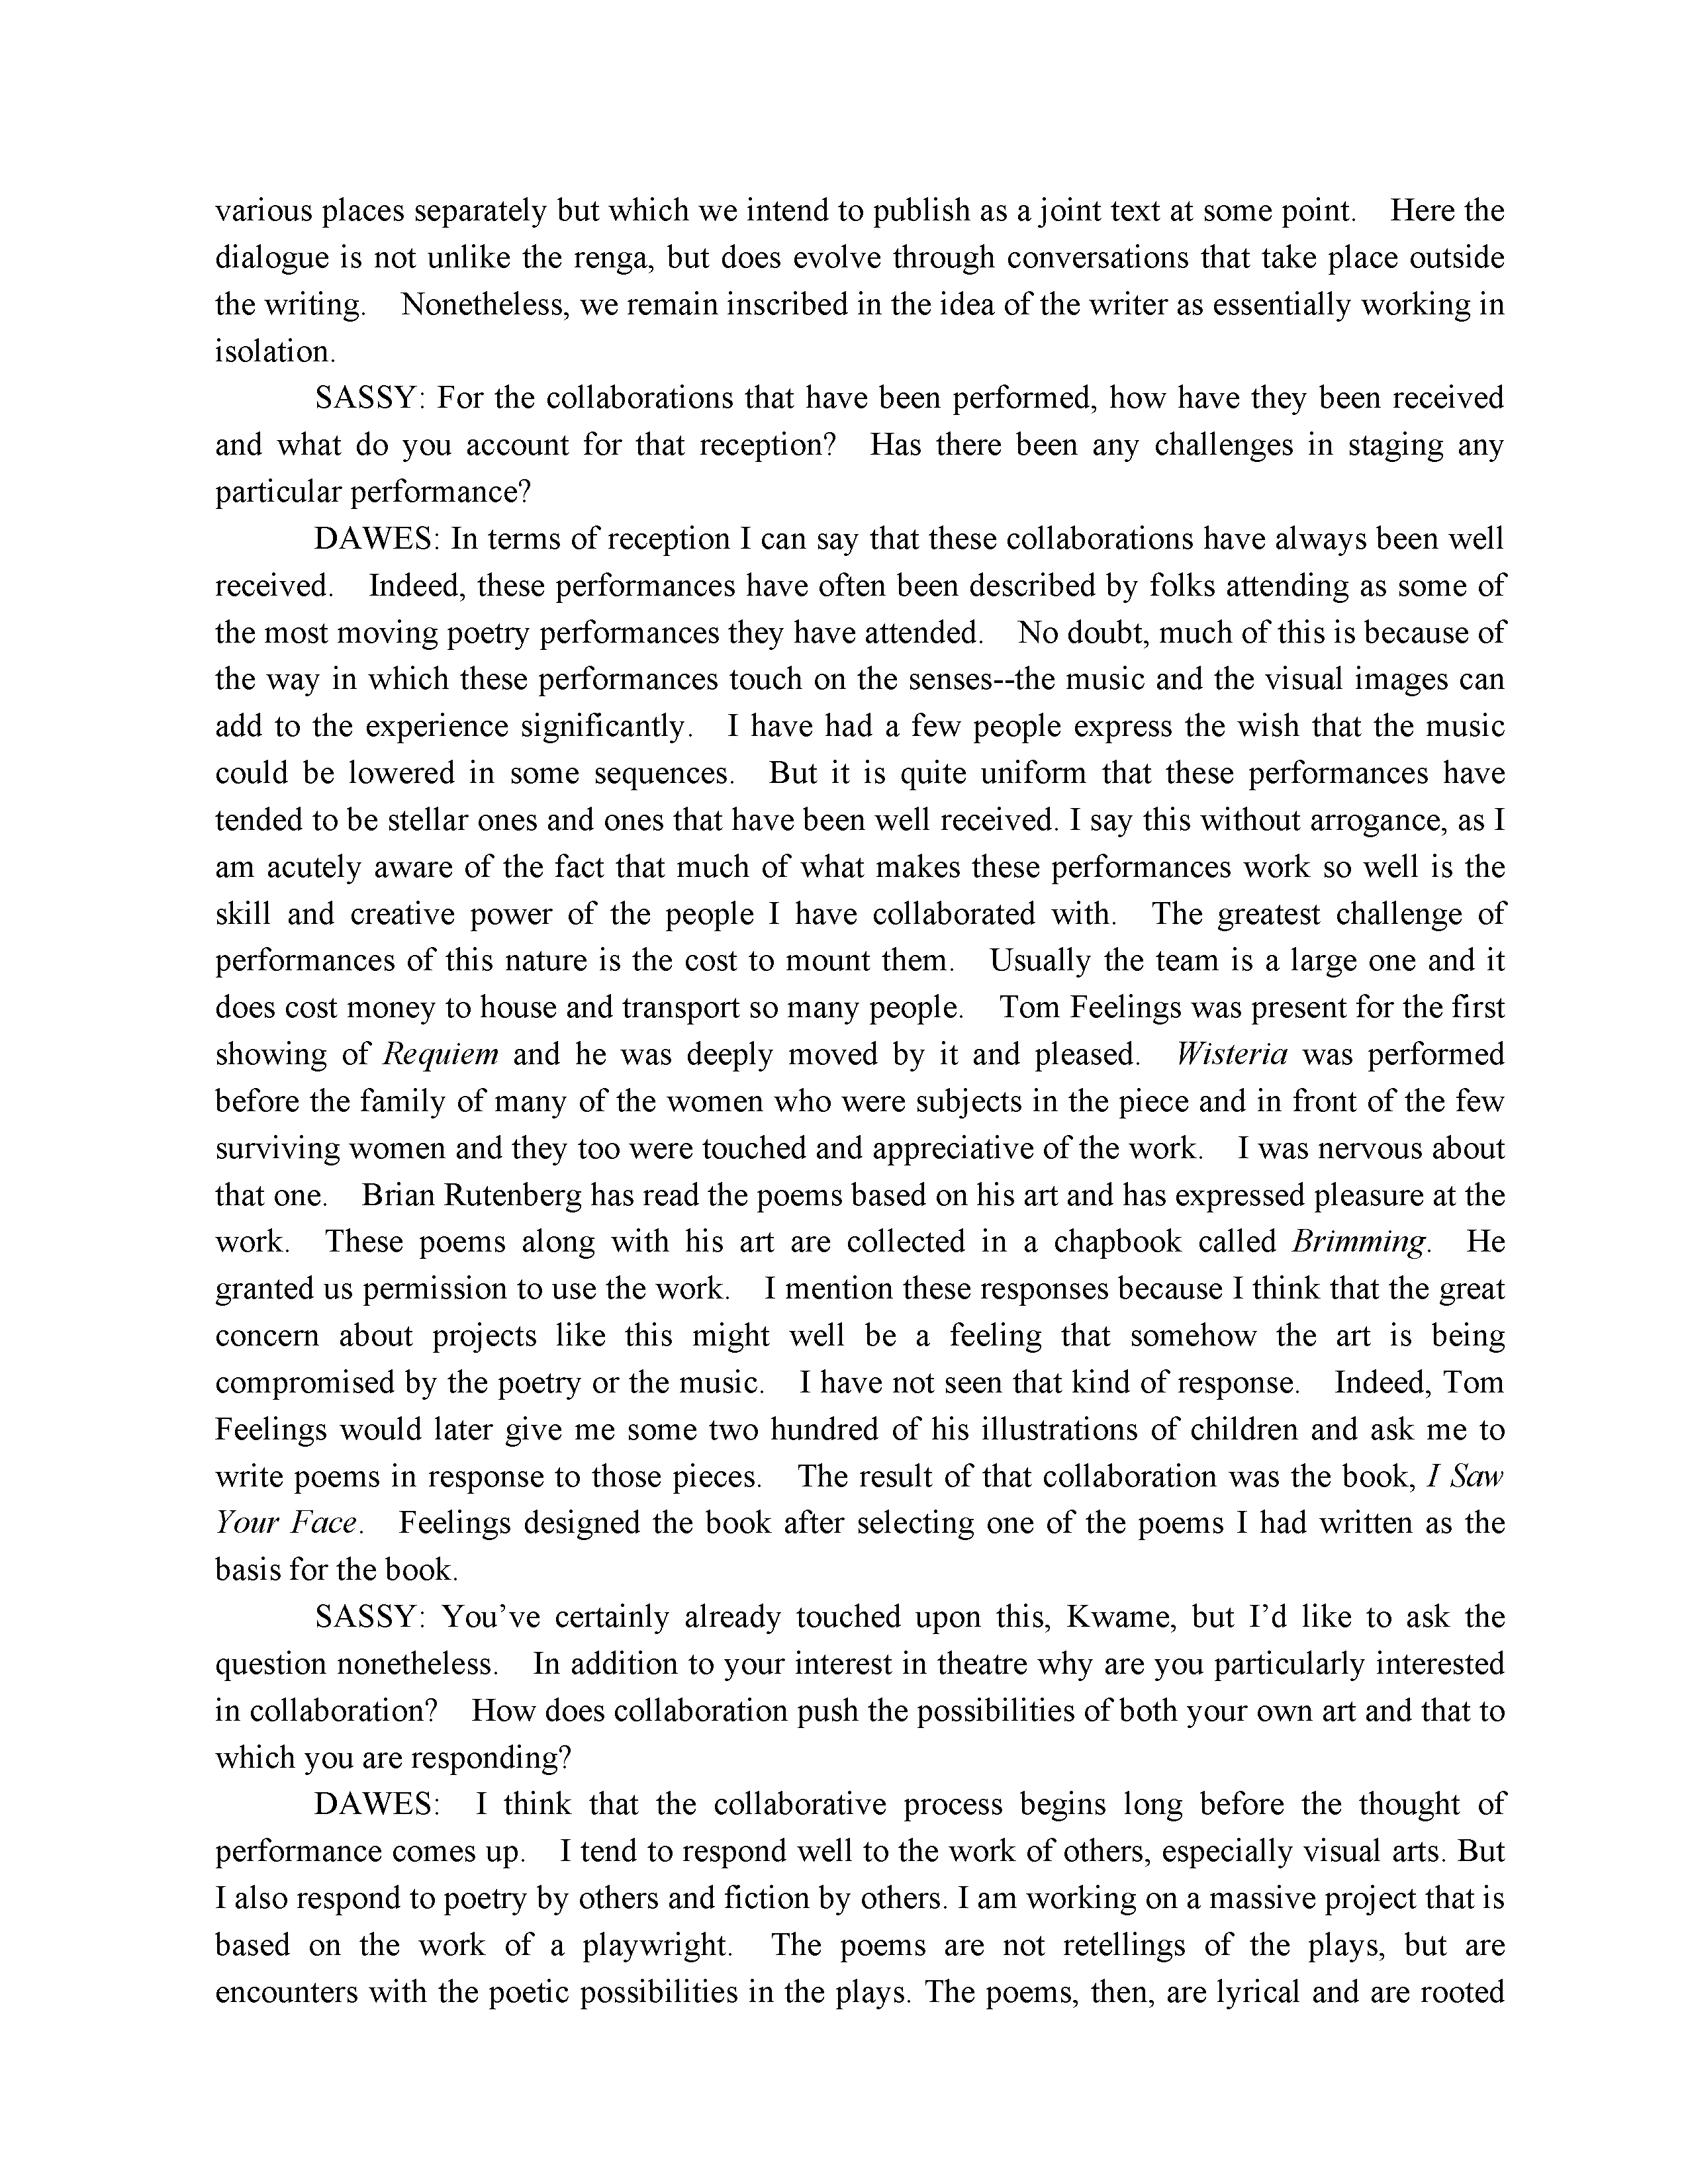 various places separately but which we intend to publish as a joint text at some point. Here the
dialogue is not unlike the renga, but does evolve through conversations that take place outside
the writing. Nonetheless, we remain inscribed in the idea of the writer as essentially working in
isolation.
SASSY: For the collaborations that have been performed, how have they been received
and what do you account for that reception? Has there been any challenges in staging any
particular performance?
DAWES: In terms of reception I can say that these collaborations have always been well
received. Indeed, these performances have often been described by folks attending as some of
the most moving poetry performances they have attended. No doubt, much of this is because of
the way in which these performances touch on the senses--the music and the visual images can
add to the experience significantly. I have had a few people express the wish that the music
could be lowered in some sequences. But it is quite uniform that these performances have
tended to be stellar ones and ones that have been well received. I say this without arrogance, as I
am acutely aware of the fact that much of what makes these performances work so well is the
skill and creative power of the people I have collaborated with. The greatest challenge of
performances of this nature is the cost to mount them. Usually the team is a large one and it
does cost money to house and transport so many people. Tom Feelings was present for the first
showing of Requiem and he was deeply moved by it and pleased. Wisteria was performed
before the family of many of the women who were subjects in the piece and in front of the few
surviving women and they too were touched and appreciative of the work. I was nervous about
that one. Brian Rutenberg has read the poems based on his art and has expressed pleasure at the
work. These poems along with his art are collected in a chapbook called Brimming. He
granted us permission to use the work. I mention these responses because I think that the great
concern about projects like this might well be a feeling that somehow the art is being
compromised by the poetry or the music. I have not seen that kind of response. Indeed, Tom
Feelings would later give me some two hundred of his illustrations of children and ask me to
write poems in response to those pieces. The result of that collaboration was the book, I Saw
Your Face. Feelings designed the book after selecting one of the poems I had written as the
basis for the book.
SASSY: You’ve certainly already touched upon this, Kwame, but I’d like to ask the
question nonetheless. In addition to your interest in theatre why are you particularly interested
in collaboration? How does collaboration push the possibilities of both your own art and that to
which you are responding?
DAWES: I think that the collaborative process begins long before the thought of
performance comes up. I tend to respond well to the work of others, especially visual arts. But
I also respond to poetry by others and fiction by others. I am working on a massive project that is
based on the work of a playwright. The poems are not retellings of the plays, but are
encounters with the poetic possibilities in the plays. The poems, then, are lyrical and are rooted